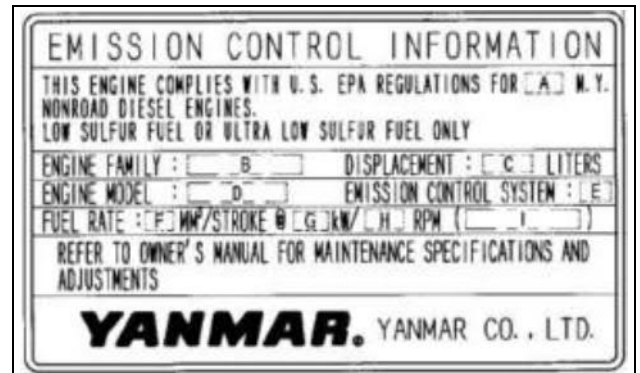 EMISSION CONTROL INFORMATION
THIS ENGINE COMPLIES WITH U.S. EPA REGULATIONS FOR [A] M.Y.
NONROAD DIESEL ENGINES.
LOW SULFUR FUEL OR ULTRA LOW SULFUR FUEL ONLY
ENGINE FAMILY : [B] DISPLACEMENT : [C] LITERS
ENGINE MODEL : [D] EMISSION CONTROL SYSTEM : [E]
FUEL RATE : [F] MM³/STROKE @ [G] kW/ [H] RPM ([I])
REFER TO OWNER'S MANUAL FOR MAINTENANCE SPECIFICATIONS AND
ADJUSTMENTS
YANMAR. YANMAR CO., LTD.